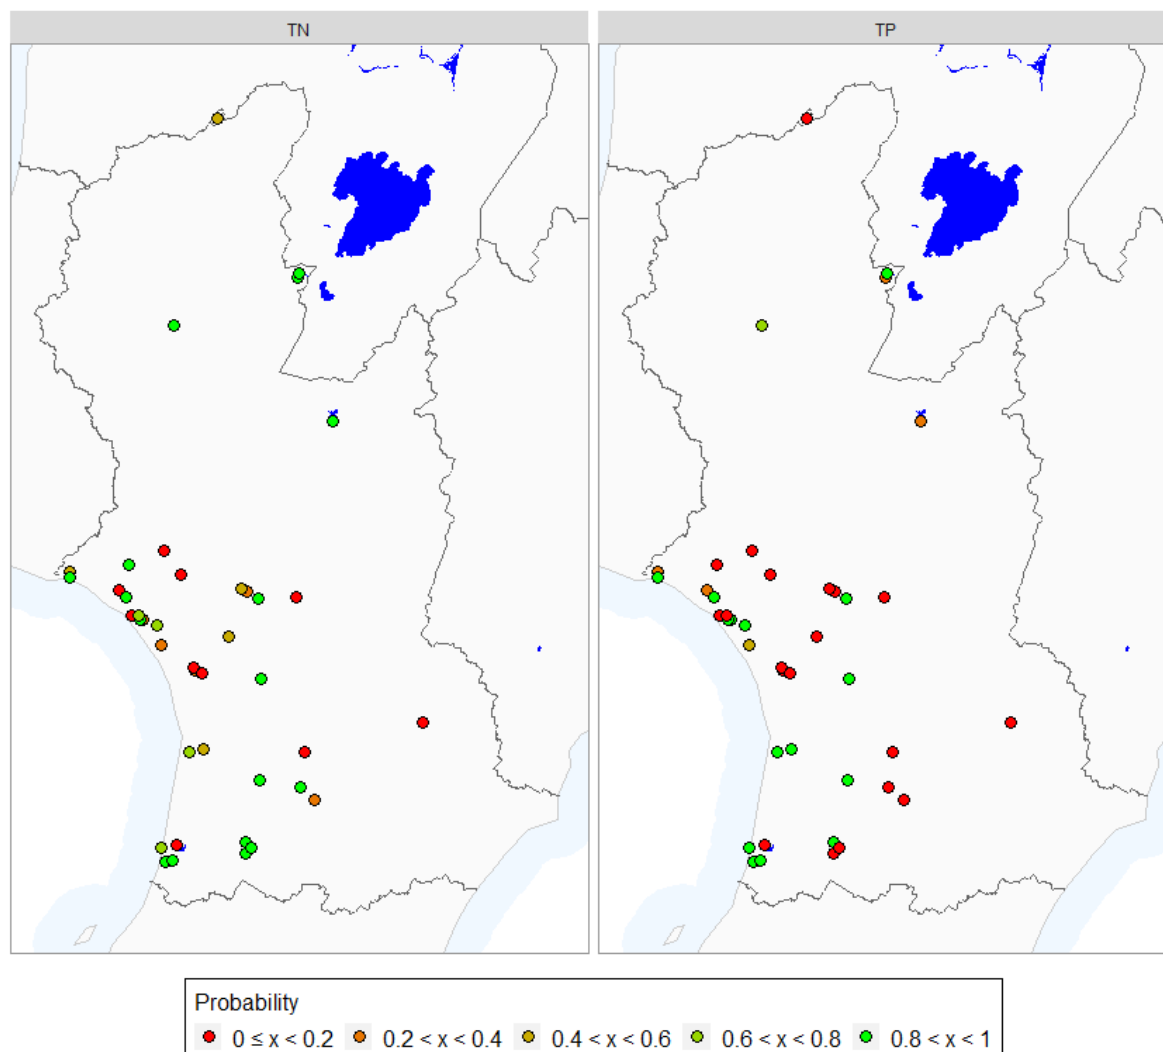 TN
TP
Probability
0 ≤ x < 0.2
0.2 < x < 0.4
0.4 < x < 0.6
0.6 < x < 0.8
0.8 < x < 1